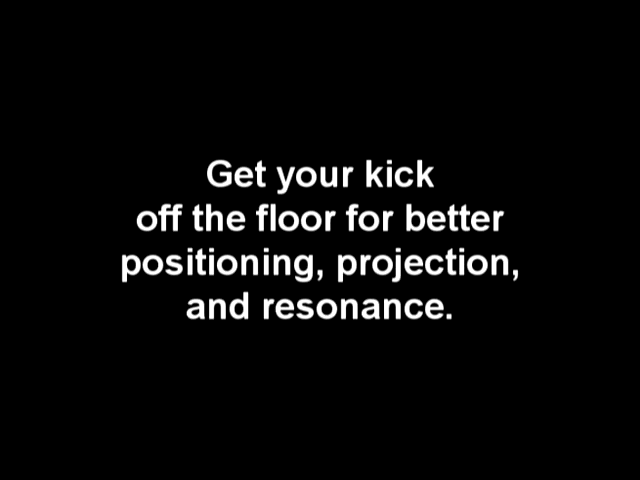 Get your kick
off the floor for better
positioning, projection,
and resonance.